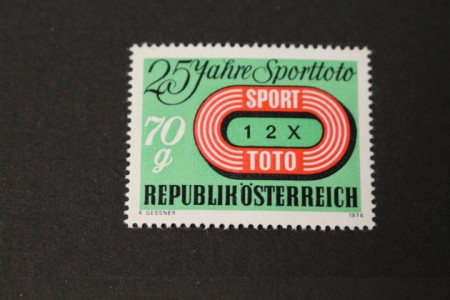 25 Jahre Sporttoto
SPORT
70
g
1 2 X
TOTO
REPUBLIK ÖSTERREICH
K. GESSNER 1974